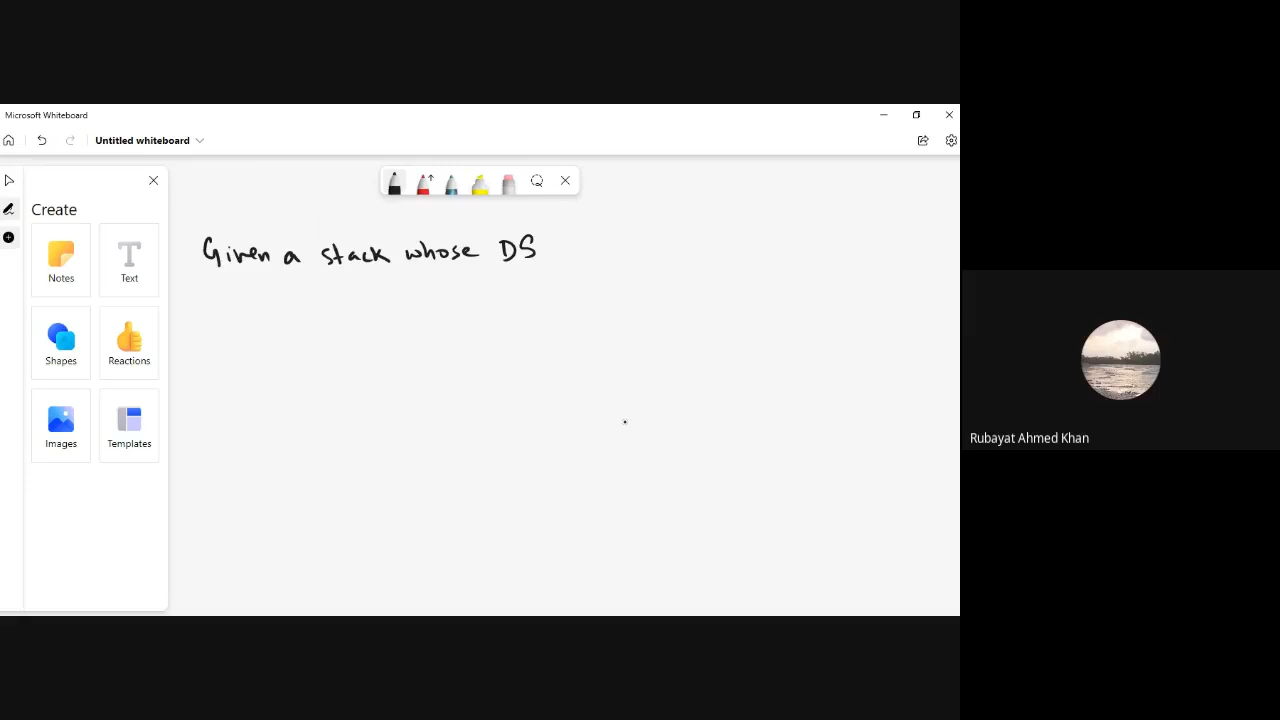 Microsoft Whiteboard
Untitled whiteboard
Create
Notes Text
Shapes Reactions
Images Templates
Given a stack whose DS
Rubayat Ahmed Khan